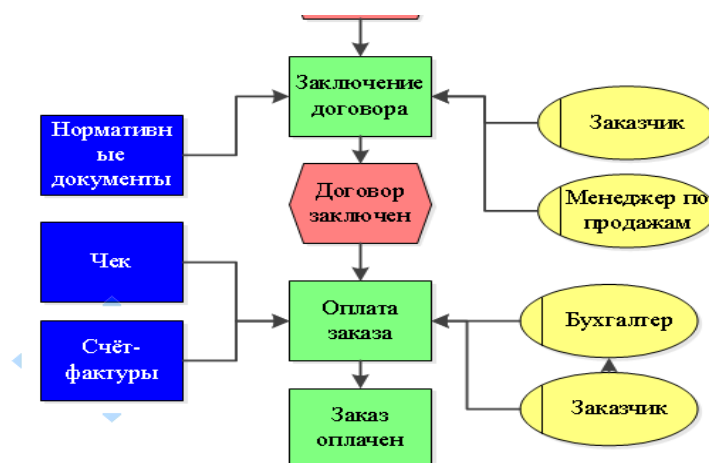 Заключение
договора
Нормативн
ые
документы
Заказчик
Договор
заключен
Менеджер по
продажам
Чек
Оплата
заказа
Бухгалтер
Счёт-
фактуры
Заказ
оплачен
Заказчик